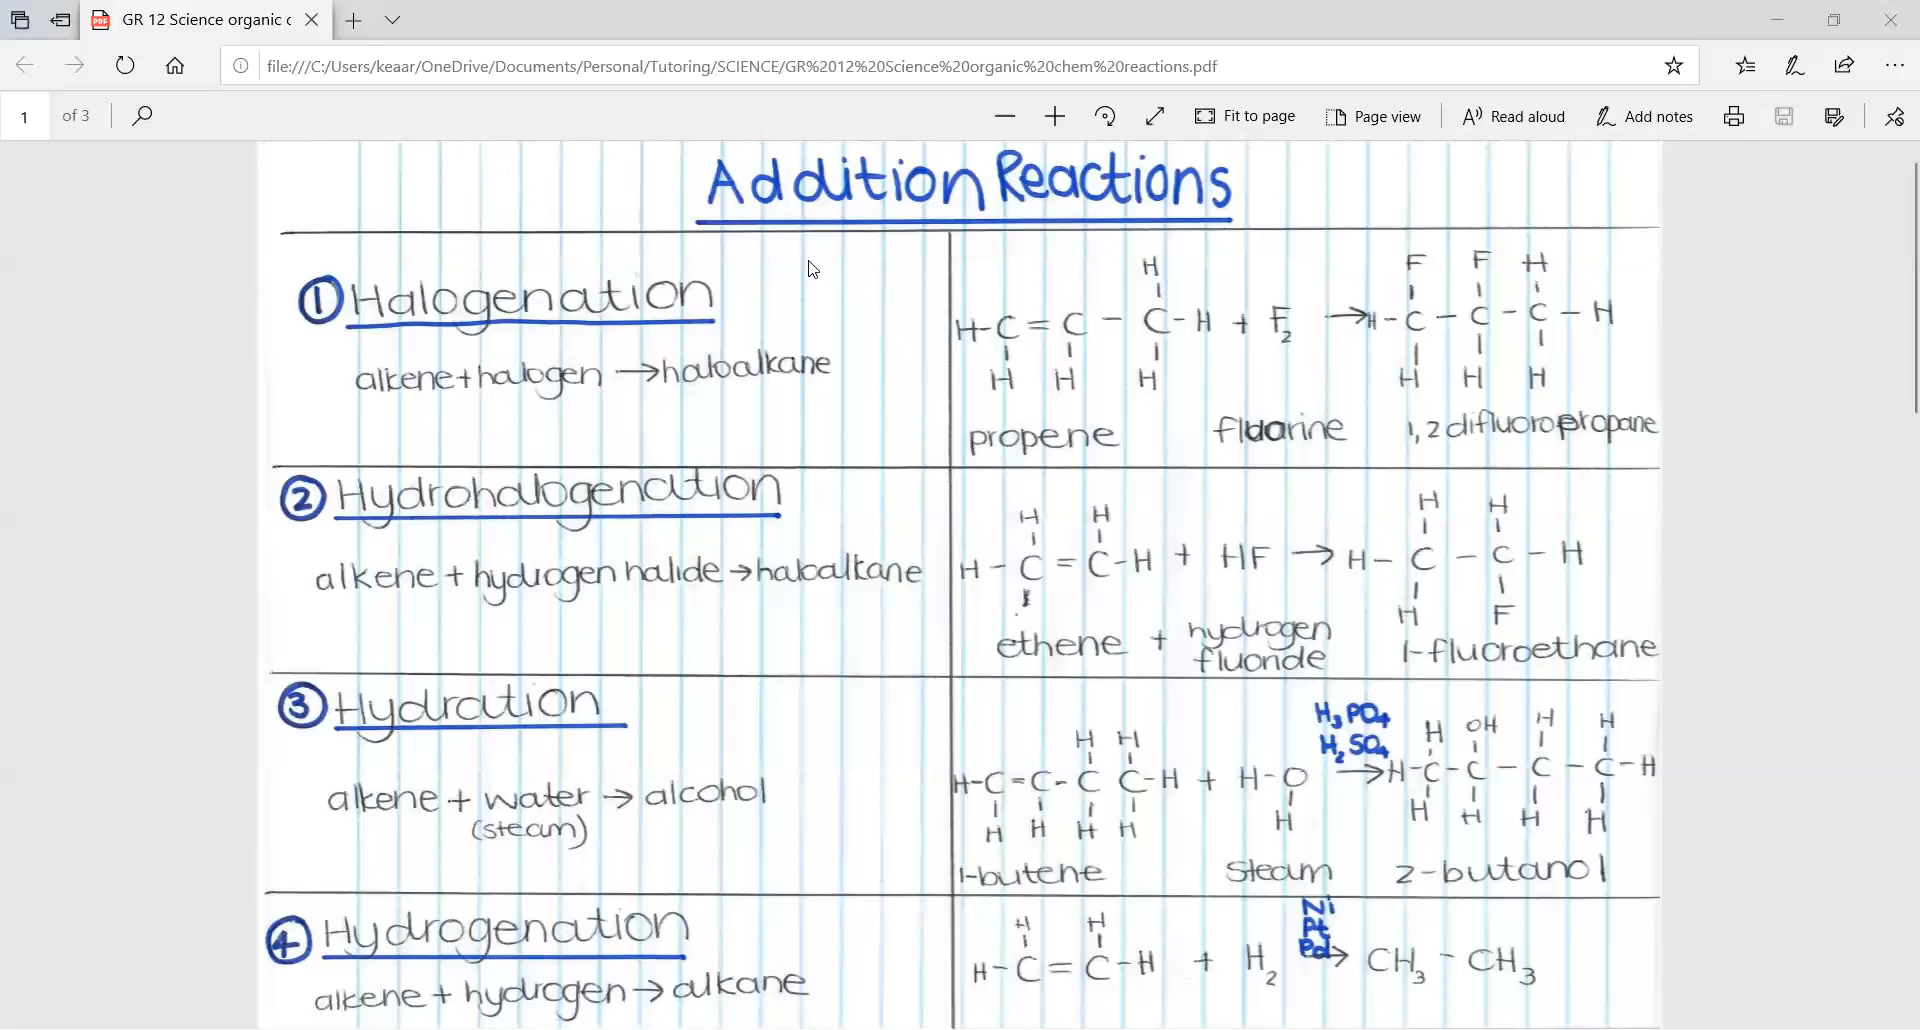 GR 12 Science organic c
file:///C:/Users/keaar/OneDrive/Documents/Personal/Tutoring/SCIENCE/GR%2012%20Science%20organic%20chem%20reactions.pdf
1 of 3 Fit to page Page view Read aloud Add notes
Addition Reactions
① Halogenation
alkene + halogen → haloalkane
H
F F H
H-C = C - C-H + F₂ → H-C - C - C - H
H H H H H H
propene fluorine 1,2 difluoropropane
② Hydrohalogenation
alkene + hydrogen halide → haloalkane
H H H H
H - C = C-H + HF → H - C - C - H
H F
ethene + hydrogen fluoride 1-fluoroethane
③ Hydration
alkene + water → alcohol
(steam)
H₃PO₄
H₂SO₄
H H H OH H H
H-C=C-C C-H + H-O → H-C-C - C - C-H
H H H H H H H H H
1-butene Steam 2-butanol
④ Hydrogenation
alkene + hydrogen → alkane
Ni
Pt
Pd
H H
H-C = C-H + H₂ → CH₃ - CH₃